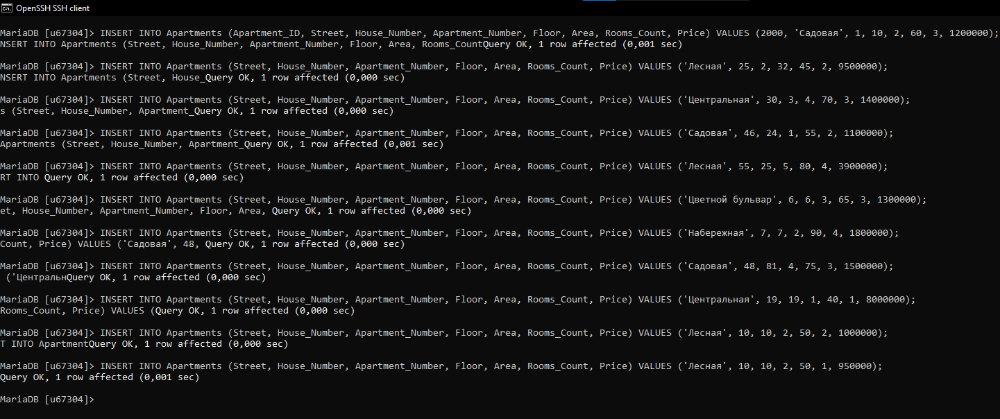 OpenSSH SSH client
MariaDB [u67304]> INSERT INTO Apartments (Apartment_ID, Street, House_Number, Apartment_Number, Floor, Area, Rooms_Count, Price) VALUES (2000, 'Садовая', 1, 10, 2, 60, 3, 1200000);
NSERT INTO Apartments (Street, House_Number, Apartment_Number, Floor, Area, Rooms_CountQuery OK, 1 row affected (0,001 sec)
MariaDB [u67304]> INSERT INTO Apartments (Street, House_Number, Apartment_Number, Floor, Area, Rooms_Count, Price) VALUES ('Лесная', 25, 2, 32, 45, 2, 9500000);
NSERT INTO Apartments (Street, House_Query OK, 1 row affected (0,000 sec)
MariaDB [u67304]> INSERT INTO Apartments (Street, House_Number, Apartment_Number, Floor, Area, Rooms_Count, Price) VALUES ('Центральная', 30, 3, 4, 70, 3, 1400000);
s (Street, House_Number, Apartment_Query OK, 1 row affected (0,000 sec)
MariaDB [u67304]> INSERT INTO Apartments (Street, House_Number, Apartment_Number, Floor, Area, Rooms_Count, Price) VALUES ('Садовая', 46, 24, 1, 55, 2, 1100000);
Apartments (Street, House_Number, Apartment_Query OK, 1 row affected (0,001 sec)
MariaDB [u67304]> INSERT INTO Apartments (Street, House_Number, Apartment_Number, Floor, Area, Rooms_Count, Price) VALUES ('Лесная', 55, 25, 5, 80, 4, 3900000);
RT INTO Query OK, 1 row affected (0,000 sec)
MariaDB [u67304]> INSERT INTO Apartments (Street, House_Number, Apartment_Number, Floor, Area, Rooms_Count, Price) VALUES ('Цветной бульвар', 6, 6, 3, 65, 3, 1300000);
et, House_Number, Apartment_Number, Floor, Area, Query OK, 1 row affected (0,000 sec)
MariaDB [u67304]> INSERT INTO Apartments (Street, House_Number, Apartment_Number, Floor, Area, Rooms_Count, Price) VALUES ('Набережная', 7, 7, 2, 90, 4, 1800000);
Count, Price) VALUES ('Садовая', 48, Query OK, 1 row affected (0,000 sec)
MariaDB [u67304]> INSERT INTO Apartments (Street, House_Number, Apartment_Number, Floor, Area, Rooms_Count, Price) VALUES ('Садовая', 48, 81, 4, 75, 3, 1500000);
('ЦентральнQuery OK, 1 row affected (0,000 sec)
MariaDB [u67304]> INSERT INTO Apartments (Street, House_Number, Apartment_Number, Floor, Area, Rooms_Count, Price) VALUES ('Центральная', 19, 19, 1, 40, 1, 8000000);
Rooms_Count, Price) VALUES (Query OK, 1 row affected (0,000 sec)
MariaDB [u67304]> INSERT INTO Apartments (Street, House_Number, Apartment_Number, Floor, Area, Rooms_Count, Price) VALUES ('Лесная', 10, 10, 2, 50, 2, 1000000);
T INTO ApartmentQuery OK, 1 row affected (0,000 sec)
MariaDB [u67304]> INSERT INTO Apartments (Street, House_Number, Apartment_Number, Floor, Area, Rooms_Count, Price) VALUES ('Лесная', 10, 10, 2, 50, 1, 950000);
Query OK, 1 row affected (0,001 sec)
MariaDB [u67304]>